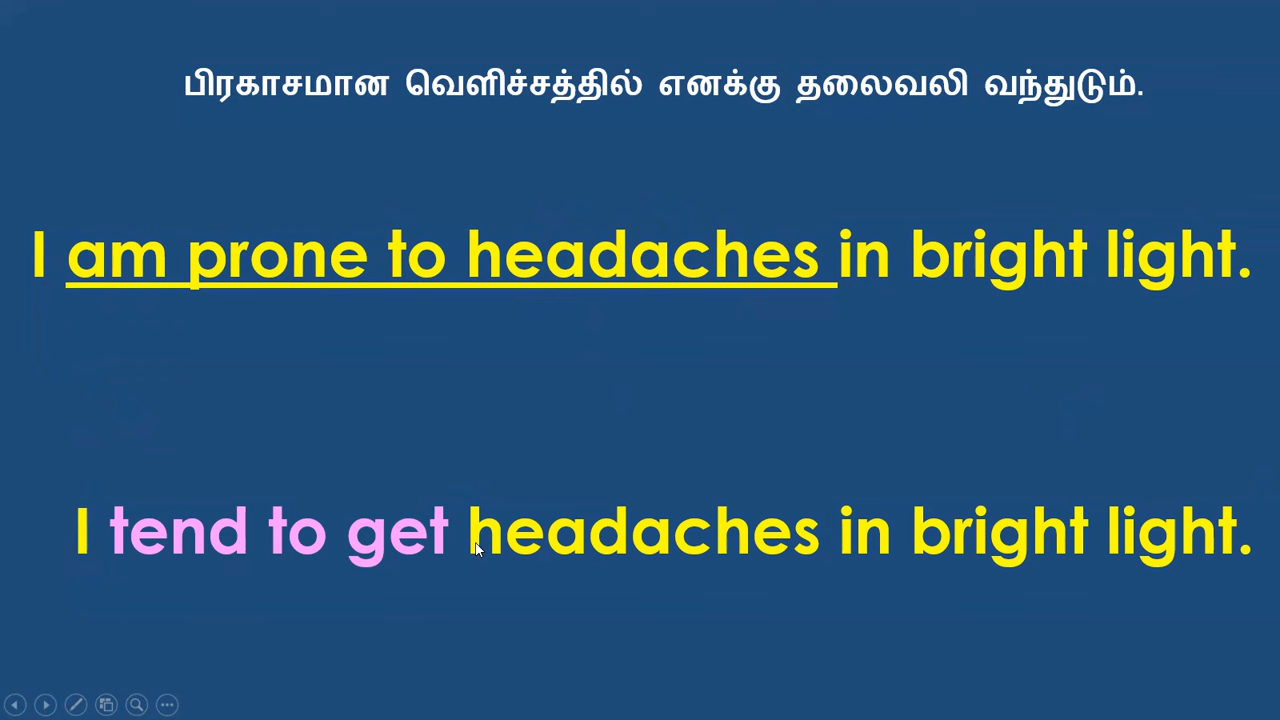 பிரகாசமான வெளிச்சத்தில் எனக்கு தலைவலி வந்துடும்.
I am prone to headaches in bright light.
I tend to get headaches in bright light.